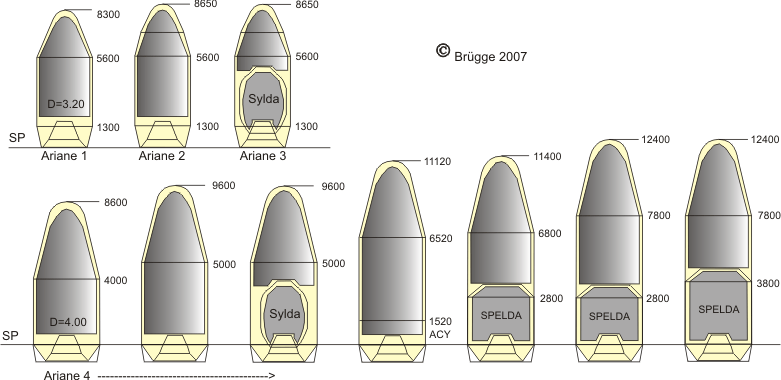 8300
8650
8650
5600
5600
5600
© Brügge 2007
D=3.20
Sylda
1300
1300
1300
SP
Ariane 1
Ariane 2
Ariane 3
12400
12400
11120
11400
9600
9600
8600
7800
7800
6520
6800
5000
5000
4000
3800
2800
2800
D=4.00
Sylda
1520
ACY
SPELDA
SPELDA
SPELDA
SP
Ariane 4 ------------------------------------>